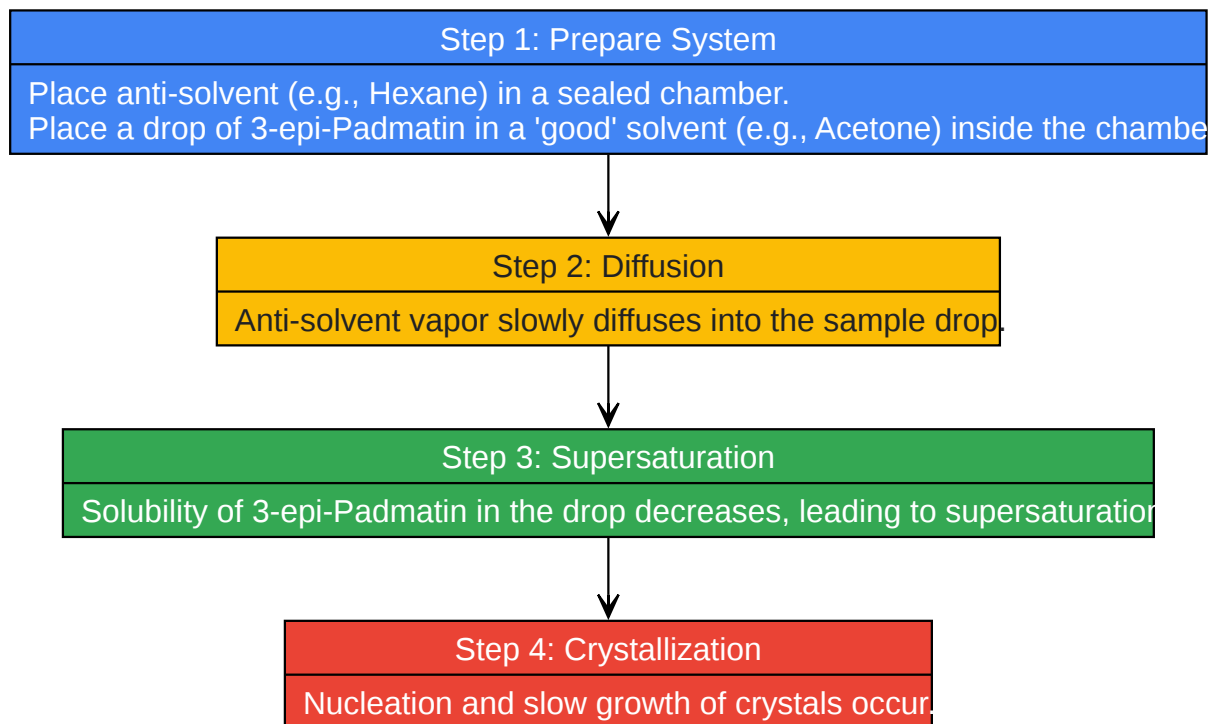 Step 1: Prepare System
Place anti-solvent (e.g., Hexane) in a sealed chamber.
Place a drop of 3-epi-Padmatin in a 'good' solvent (e.g., Acetone) inside the chambe
Step 2: Diffusion
Anti-solvent vapor slowly diffuses into the sample drop.
Step 3: Supersaturation
Solubility of 3-epi-Padmatin in the drop decreases, leading to supersaturation
Step 4: Crystallization
Nucleation and slow growth of crystals occur.